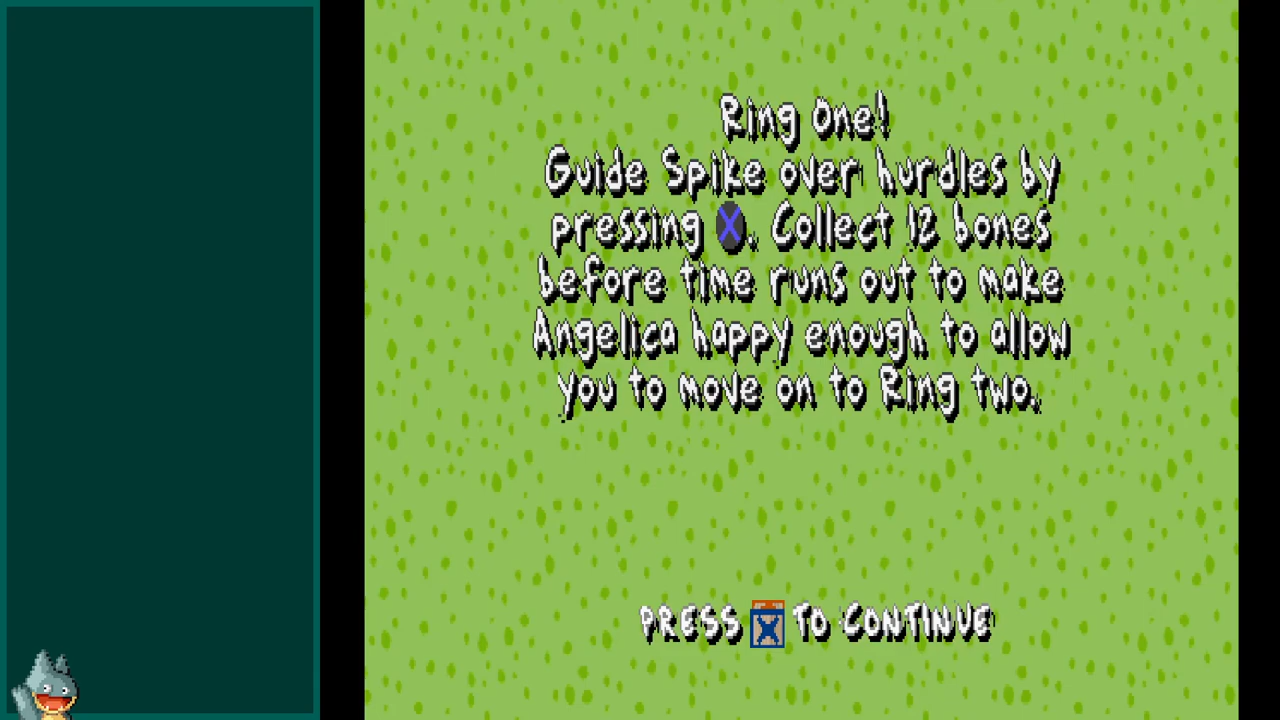 Ring One!
Guide Spike over hurdles by
pressing X. Collect 12 bones
before time runs out to make
Angelica happy enough to allow
you to move on to Ring two.
PRESS X TO CONTINUE